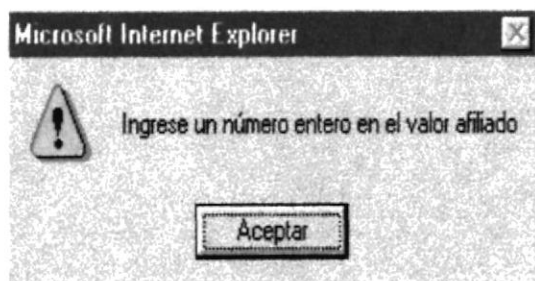 Microsoft Internet Explorer
Ingrese un número entero en el valor afiliado
Aceptar